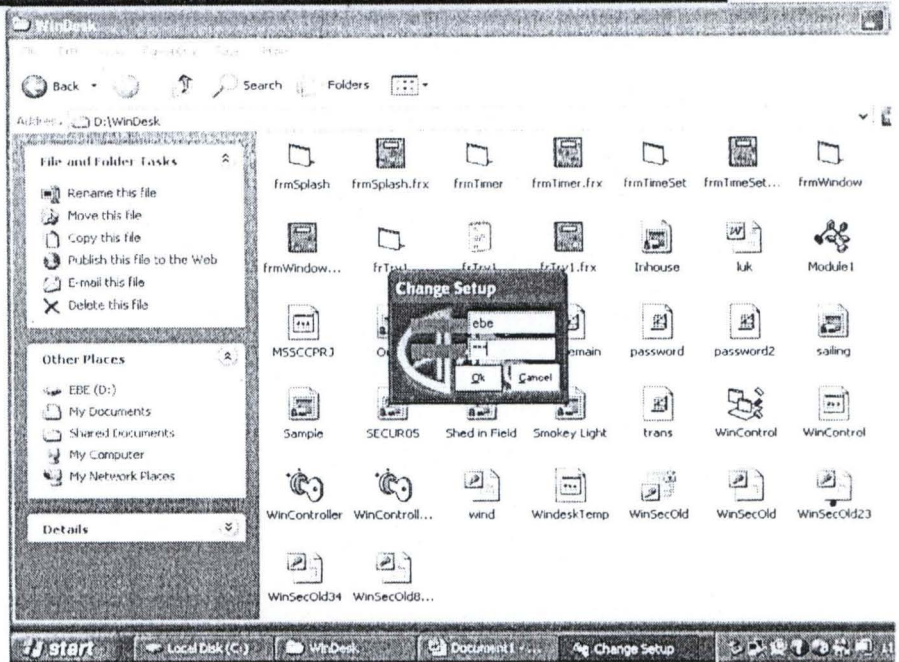 WinDesk
Back Search Folders
D:\WinDesk
File and Folder Tasks
Rename this file
Move this file
Copy this file
Publish this file to the Web
E-mail this file
Delete this file
Other Places
EBE (D:)
My Documents
Shared Documents
My Computer
My Network Places
Details
frmSplash frmSplash.frx frmTimer frmTimer.frx frmTimeSet frmTimeSet... frmWindow
frmWindow... frTry1 frTry1 frTry1.frx Inhouse luk Module1
MSSCCPRJ password password2 sailing
Sample SECUR05 Shed in Field Smokey Light trans WinControl WinControl
WinController WinControll... wind WindeskTemp WinSecOld WinSecOld WinSecOld23
WinSecOld34 WinSecOld8...
Change Setup
ebe
***
Ok Cancel
start Local Disk (C:) WinDesk Document1 - ... Change Setup